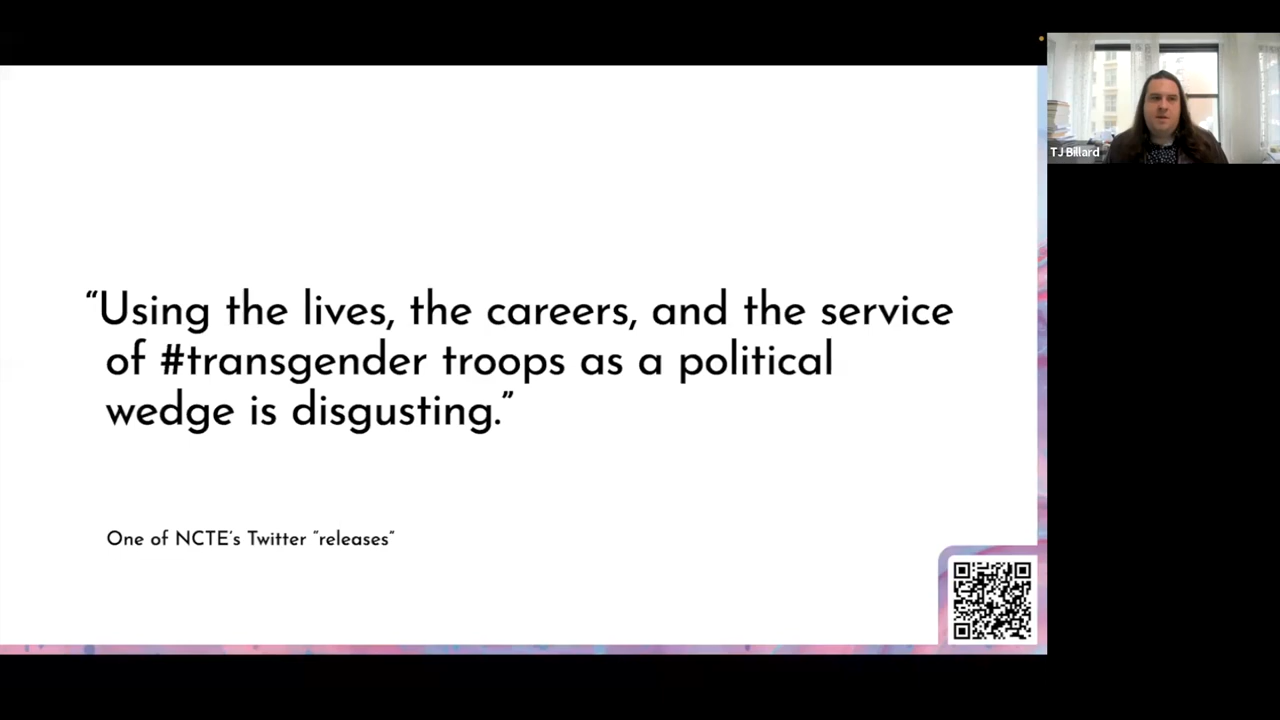 “Using the lives, the careers, and the service
of #transgender troops as a political
wedge is disgusting.”
One of NCTE’s Twitter “releases”
TJ Billard